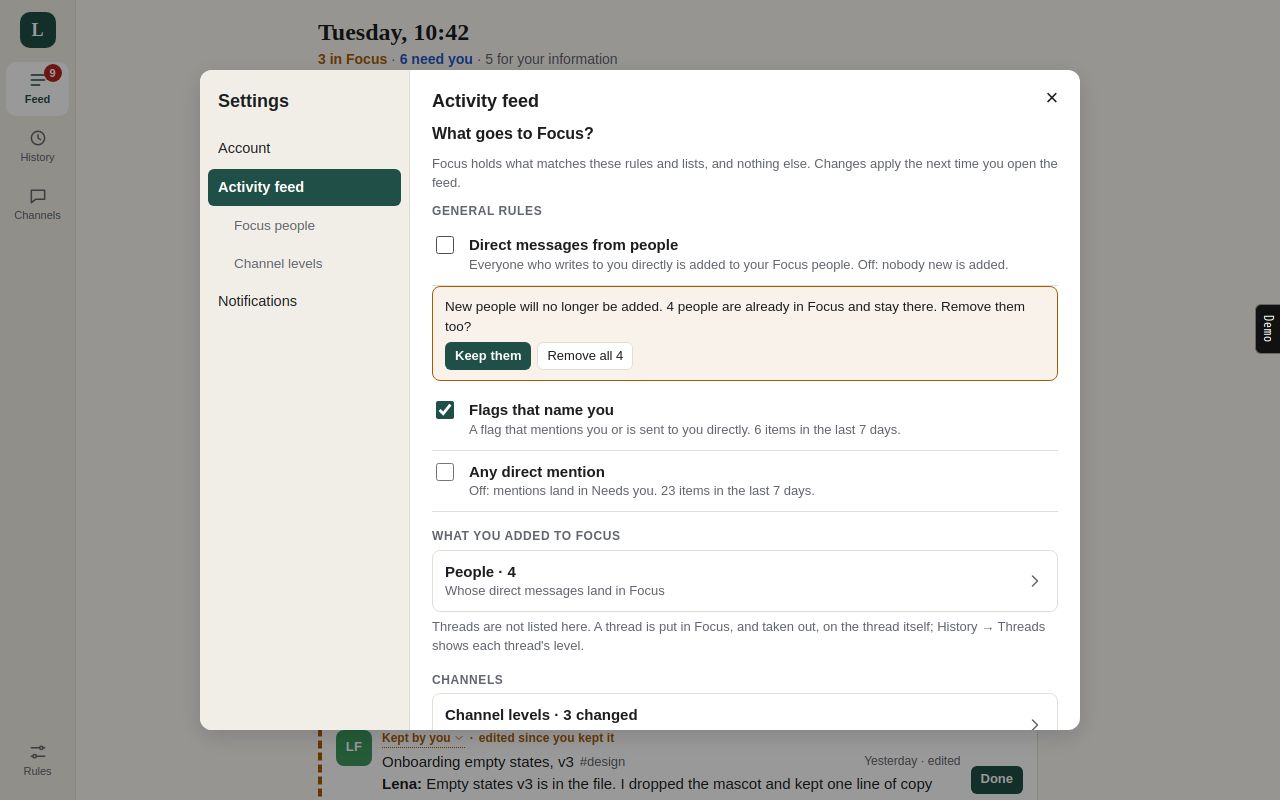 L
Tuesday, 10:42
3 in Focus · 6 need you · 5 for your information
9
Feed
History
Channels
Rules
Settings
Account
Activity feed
Focus people
Channel levels
Notifications
Activity feed
×
What goes to Focus?
Focus holds what matches these rules and lists, and nothing else. Changes apply the next time you open the
feed.
GENERAL RULES
Direct messages from people
Everyone who writes to you directly is added to your Focus people. Off: nobody new is added.
New people will no longer be added. 4 people are already in Focus and stay there. Remove them
too?
Keep them
Remove all 4
Flags that name you
A flag that mentions you or is sent to you directly. 6 items in the last 7 days.
Any direct mention
Off: mentions land in Needs you. 23 items in the last 7 days.
WHAT YOU ADDED TO FOCUS
People · 4
Whose direct messages land in Focus
Threads are not listed here. A thread is put in Focus, and taken out, on the thread itself; History → Threads
shows each thread's level.
CHANNELS
Channel levels · 3 changed
Demo
LF
Kept by you · edited since you kept it
Onboarding empty states, v3 #design
Yesterday · edited
Lena: Empty states v3 is in the file. I dropped the mascot and kept one line of copy
Done